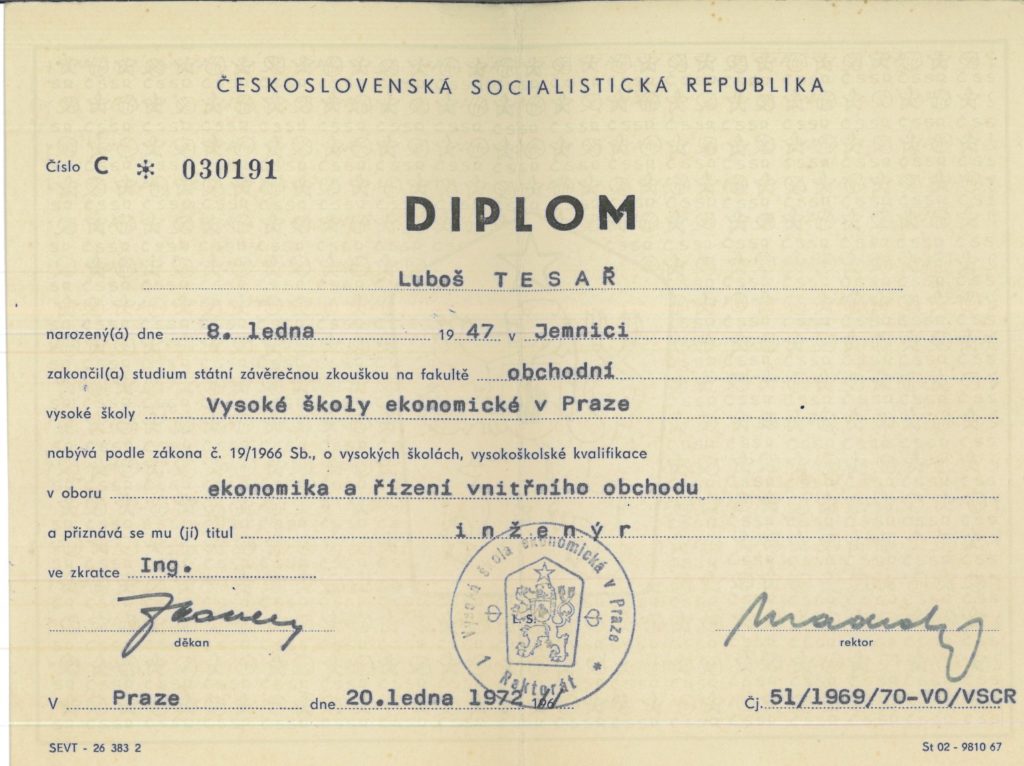 ČESKOSLOVENSKÁ SOCIALISTICKÁ REPUBLIKA
Číslo C * 030191
DIPLOM
Luboš TESAŘ
narozený(á) dne 8. ledna 19 47 v Jemnici
zakončil(a) studium státní závěrečnou zkouškou na fakultě obchodní
vysoké školy Vysoké školy ekonomické v Praze
nabývá podle zákona č. 19/1966 Sb., o vysokých školách, vysokoškolské kvalifikace
v oboru ekonomika a řízení vnitřního obchodu
a přiznává se mu (jí) titul inženýr
ve zkratce Ing.
Vysoká škola ekonomická v Praze
L. S.
1 Rektorát *
děkan
rektor
V Praze dne 20.ledna 1972 196 Čj. 51/1969/70-VO/VSCR
SEVT - 26 383 2 St 02 - 9810 67